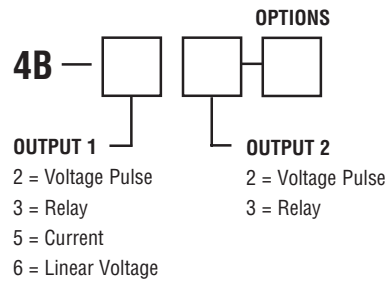 OPTIONS
4B —
OUTPUT 1
2 = Voltage Pulse
3 = Relay
5 = Current
6 = Linear Voltage
OUTPUT 2
2 = Voltage Pulse
3 = Relay